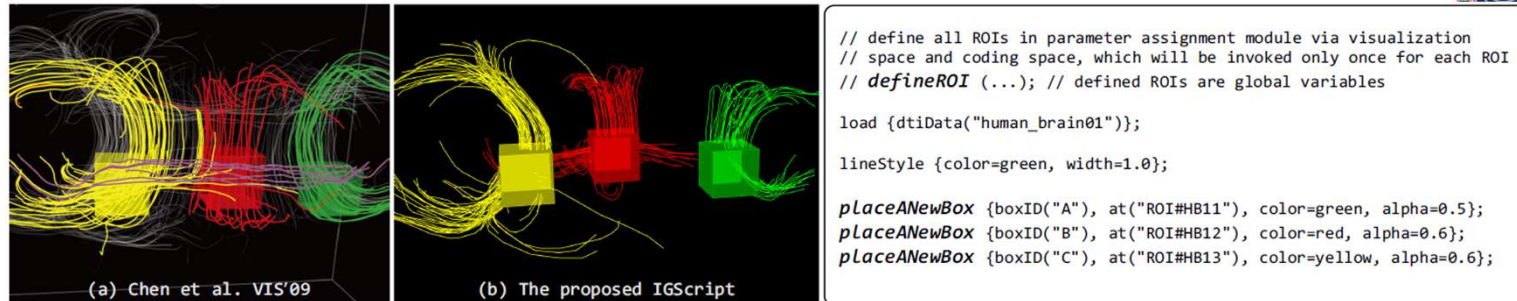 (a) Chen et al. VIS'09
(b) The proposed IGScript
// define all ROIs in parameter assignment module via visualization
// space and coding space, which will be invoked only once for each ROI
// defineROI (...); // defined ROIs are global variables
load {dtiData("human_brain01")};
lineStyle {color=green, width=1.0};
placeANewBox {boxID("A"), at("ROI#HB11"), color=green, alpha=0.5};
placeANewBox {boxID("B"), at("ROI#HB12"), color=red, alpha=0.6};
placeANewBox {boxID("C"), at("ROI#HB13"), color=yellow, alpha=0.6};